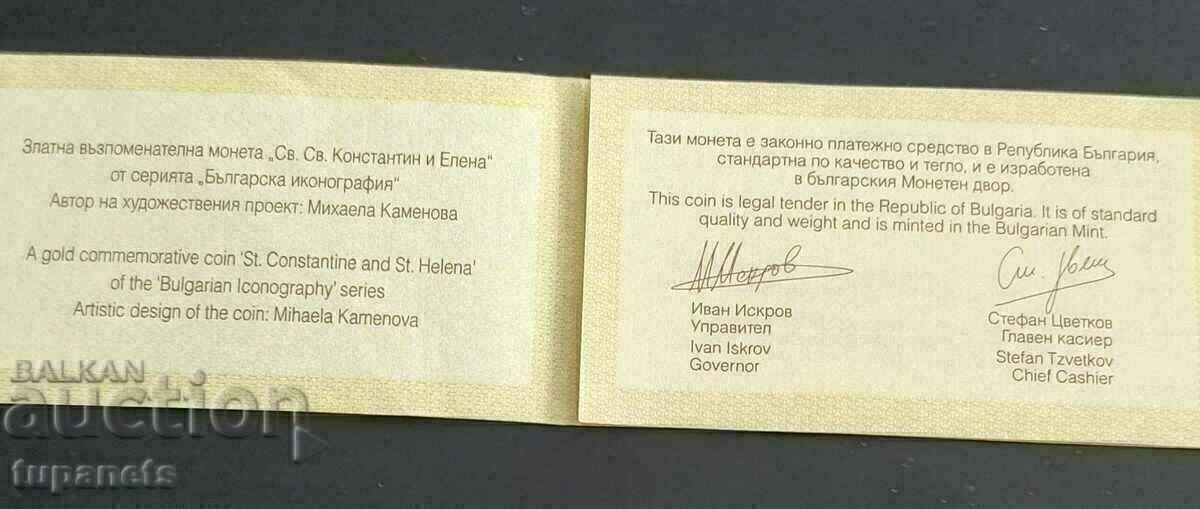 Златна възпоменателна монета „Св. Св. Константин и Елена“
от серията „Българска иконография“
Автор на художествения проект: Михаела Каменова
A gold commemorative coin 'St. Constantine and St. Helena'
of the 'Bulgarian Iconography' series
Artistic design of the coin: Mihaela Kamenova
Тази монета е законно платежно средство в Република България,
стандартна по качество и тегло, и е изработена
в българския Монетен двор.
This coin is legal tender in the Republic of Bulgaria. It is of standard
quality and weight and is minted in the Bulgarian Mint.
Иван Искров
Управител
Ivan Iskrov
Governor
Стефан Цветков
Главен касиер
Stefan Tzvetkov
Chief Cashier
BALKAN
auction
tupanets